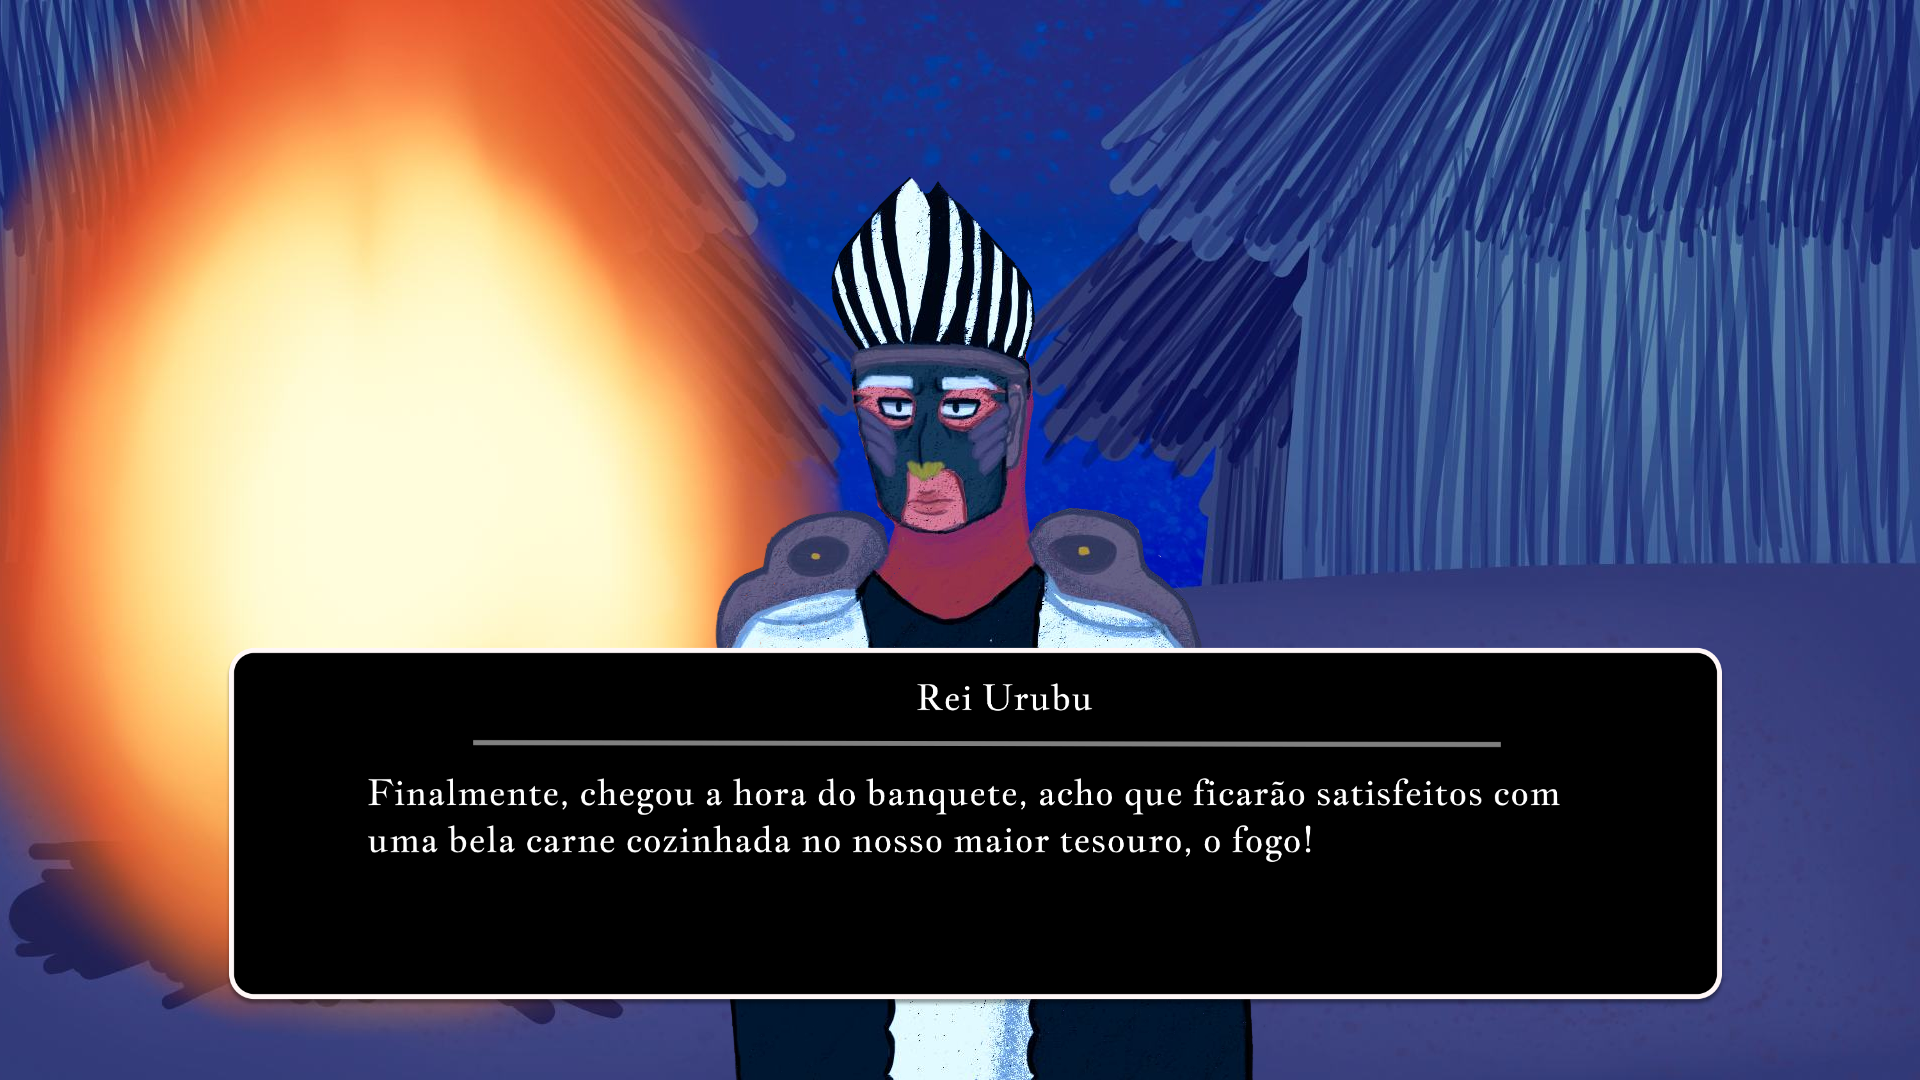 Rei Urubu
Finalmente, chegou a hora do banquete, acho que ficarão satisfeitos com
uma bela carne cozinhada no nosso maior tesouro, o fogo!